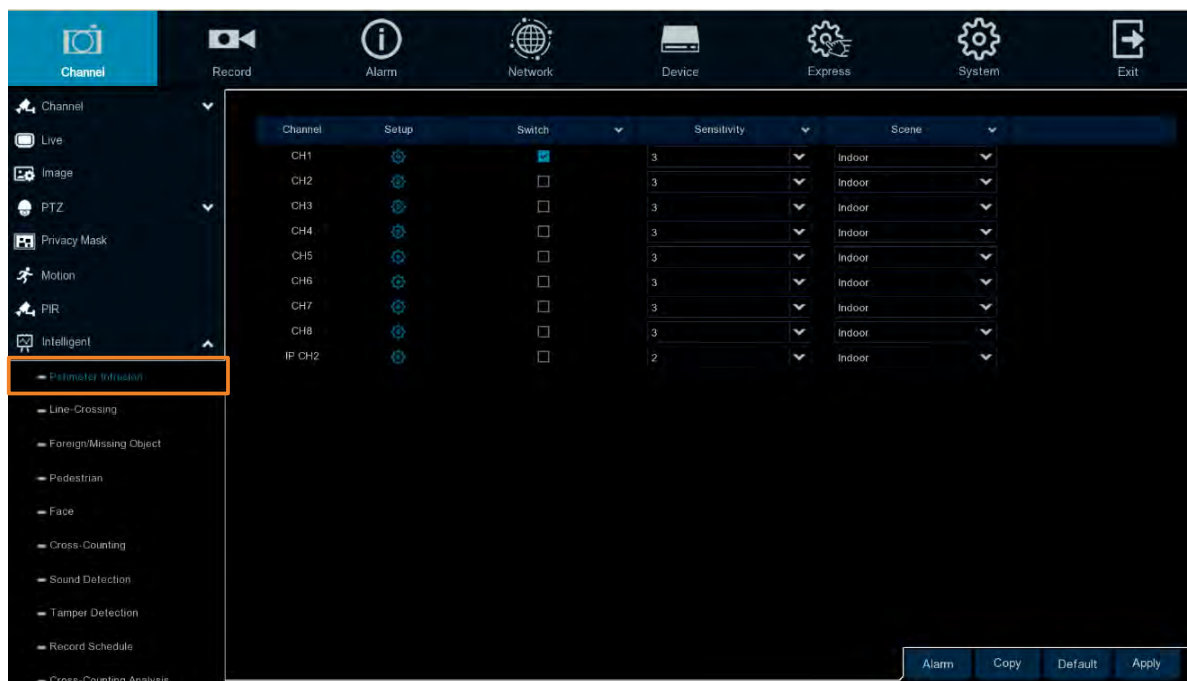 Channel Record Alarm Network Device Express System Exit
Channel
Live
Image
PTZ
Privacy Mask
Motion
PIR
Intelligent
Perimeter Intrusion
Line-Crossing
Foreign/Missing Object
Pedestrian
Face
Cross-Counting
Sound Detection
Tamper Detection
Record Schedule
Cross-Counting Analysis
Channel Setup Switch Sensitivity Scene
CH1 3 Indoor
CH2 3 Indoor
CH3 3 Indoor
CH4 3 Indoor
CH5 3 Indoor
CH6 3 Indoor
CH7 3 Indoor
CH8 3 Indoor
IP CH2 2 Indoor
Alarm Copy Default Apply